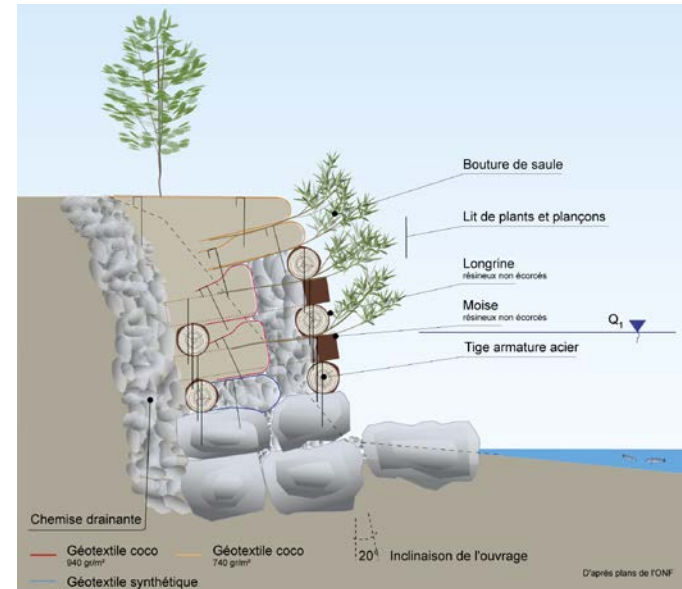 Bouture de saule
Lit de plants et plançons
Longrine
résineux non écorcés
Moise
résineux non écorcés
Q1
Tige armature acier
Chemise drainante
Géotextile coco
940 gr/m²
Géotextile coco
740 gr/m²
Géotextile synthétique
20°
Inclinaison de l'ouvrage
D'après plans de l'ONF